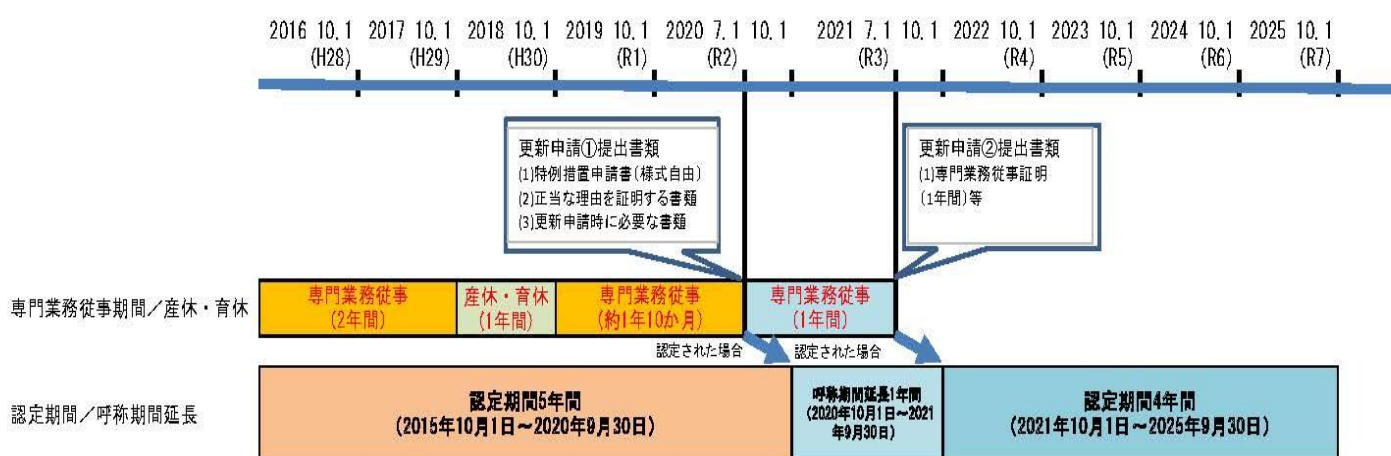 2016 10.1 2017 10.1 2018 10.1 2019 10.1 2020 7.1 10.1 2021 7.1 10.1 2022 10.1 2023 10.1 2024 10.1 2025 10.1
(H28) (H29) (H30) (R1) (R2) (R3) (R4) (R5) (R6) (R7)
更新申請①提出書類
(1)特例措置申請書(様式自由)
(2)正当な理由を証明する書類
(3)更新申請時に必要な書類
更新申請②提出書類
(1)専門業務従事証明
(1年間)等
専門業務従事期間/産休・育休
専門業務従事
(2年間)
産休・育休
(1年間)
専門業務従事
(約1年10か月)
専門業務従事
(1年間)
認定された場合
認定された場合
認定期間/呼称期間延長
認定期間5年間
(2015年10月1日~2020年9月30日)
呼称期間延長1年間
(2020年10月1日~2021
年9月30日)
認定期間4年間
(2021年10月1日~2025年9月30日)